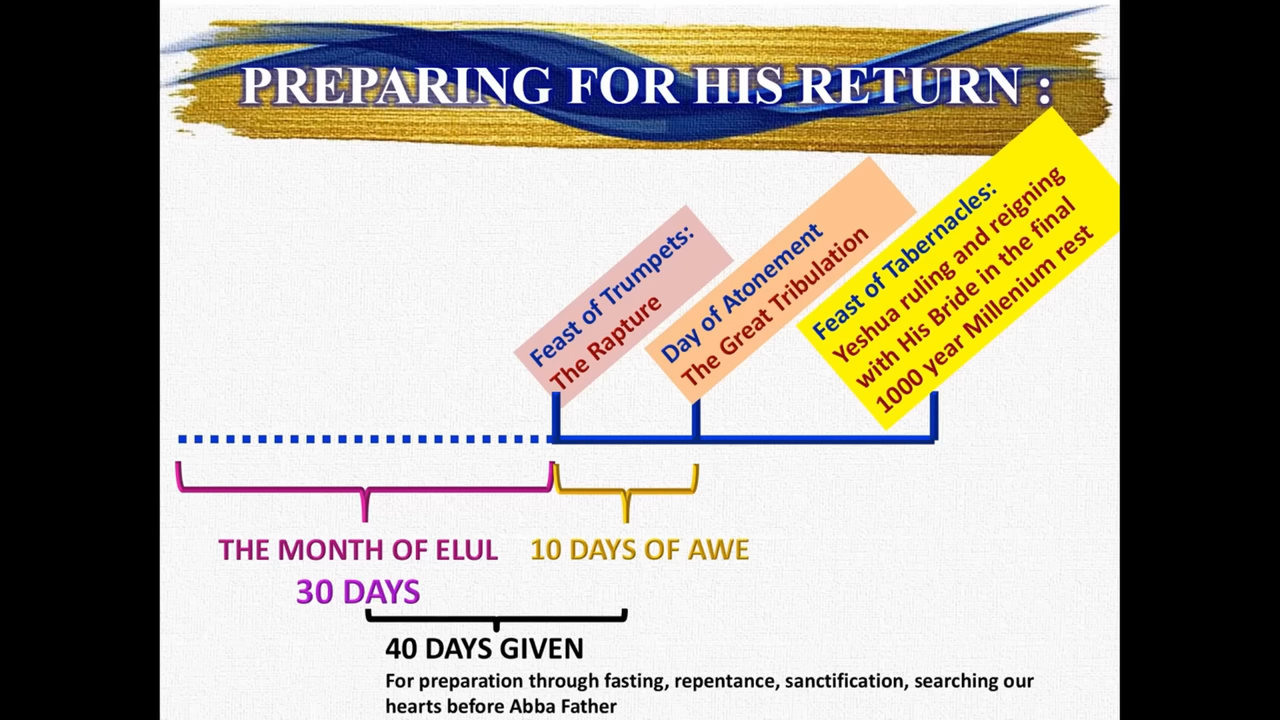 PREPARING FOR HIS RETURN :
Feast of Trumpets:
The Rapture
Day of Atonement
The Great Tribulation
Feast of Tabernacles:
Yeshua ruling and reigning
with His Bride in the final
1000 year Millenium rest
THE MONTH OF ELUL
30 DAYS
10 DAYS OF AWE
40 DAYS GIVEN
For preparation through fasting, repentance, sanctification, searching our
hearts before Abba Father